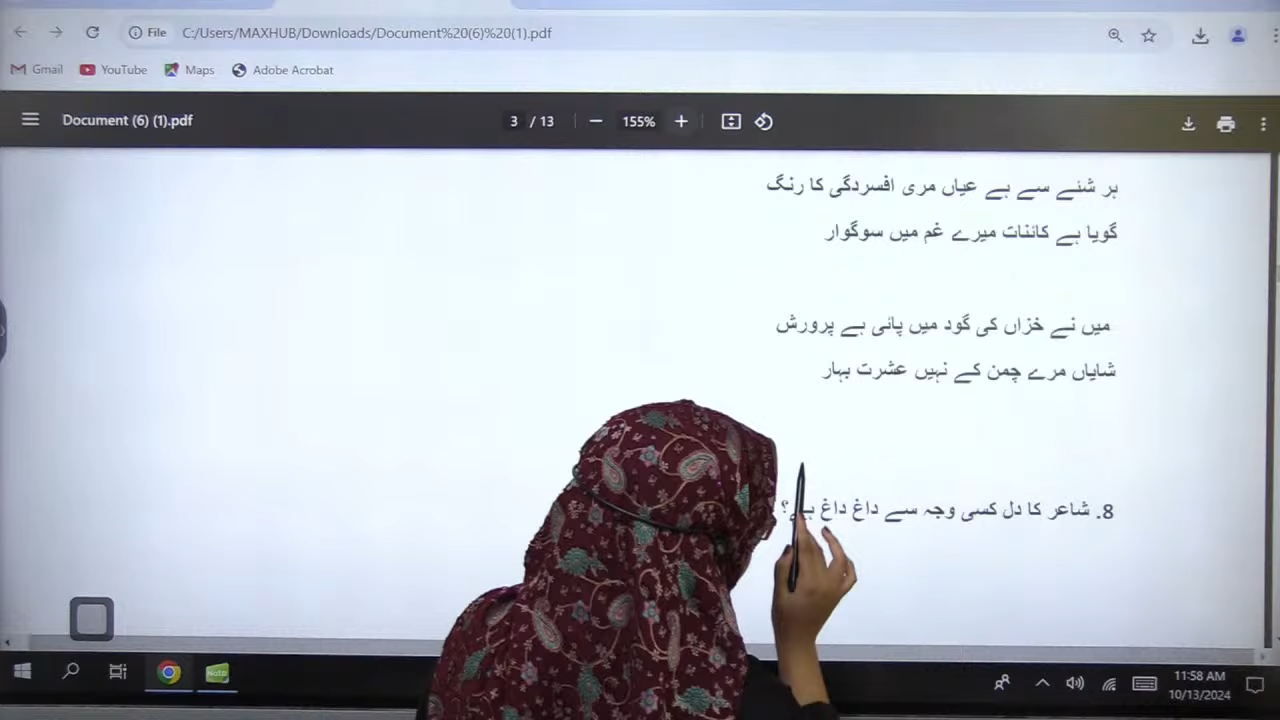 File C:/Users/MAXHUB/Downloads/Document%20(6)%20(1).pdf
Gmail YouTube Maps Adobe Acrobat
Document (6) (1).pdf 3 / 13 155%
ہر شئے سے ہے عیاں مری افسردگی کا رنگ
گویا ہے کائنات میرے غم میں سوگوار
میں نے خزاں کی گود میں پائی ہے پرورش
شایاں مرے چمن کے نہیں عشرت بہار
8. شاعر کا دل کسی وجہ سے داغ داغ ہے؟
Note
11:58 AM
10/13/2024